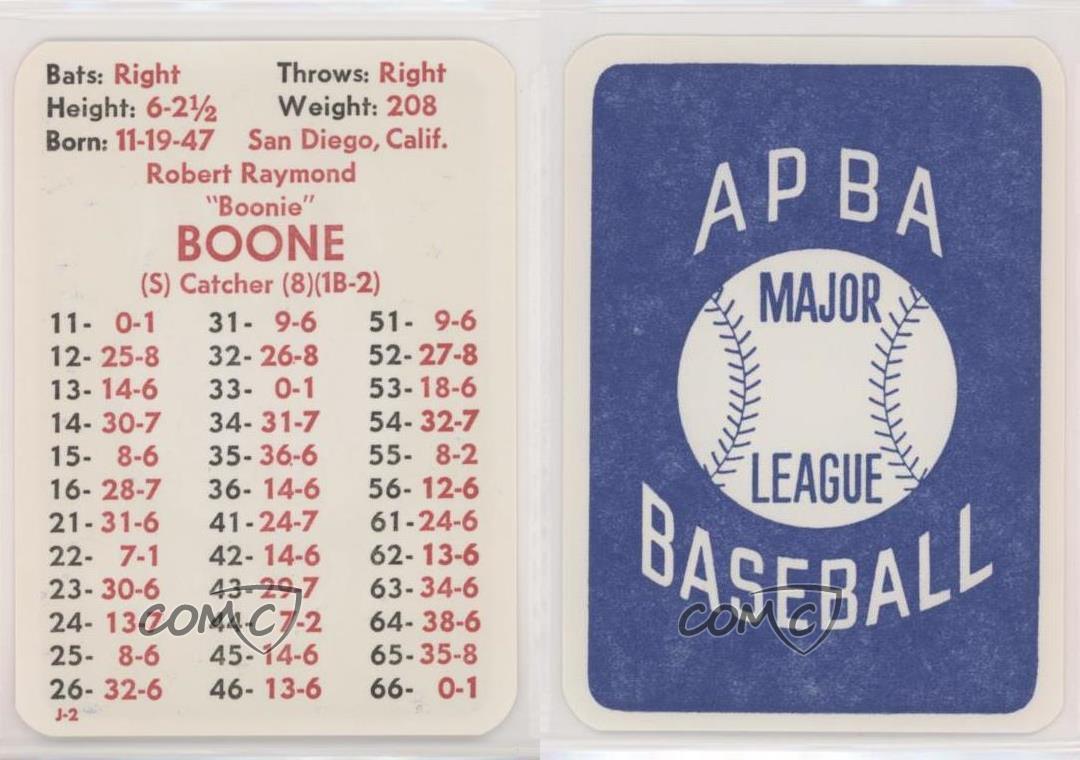 Bats: Right Throws: Right
Height: 6-2½ Weight: 208
Born: 11-19-47 San Diego, Calif.
Robert Raymond
"Boonie"
BOONE
(S) Catcher (8)(1B-2)
11- 0-1 31- 9-6 51- 9-6
12- 25-8 32- 26-8 52- 27-8
13- 14-6 33- 0-1 53- 18-6
14- 30-7 34- 31-7 54- 32-7
15- 8-6 35- 36-6 55- 8-2
16- 28-7 36- 14-6 56- 12-6
21- 31-6 41- 24-7 61- 24-6
22- 7-1 42- 14-6 62- 13-6
23- 30-6 43- 29-7 63- 34-6
24- 13-7 44- 7-2 64- 38-6
25- 8-6 45- 14-6 65- 35-8
26- 32-6 46- 13-6 66- 0-1
J-2
COMC
APBA
MAJOR
LEAGUE
BASEBALL
COMC